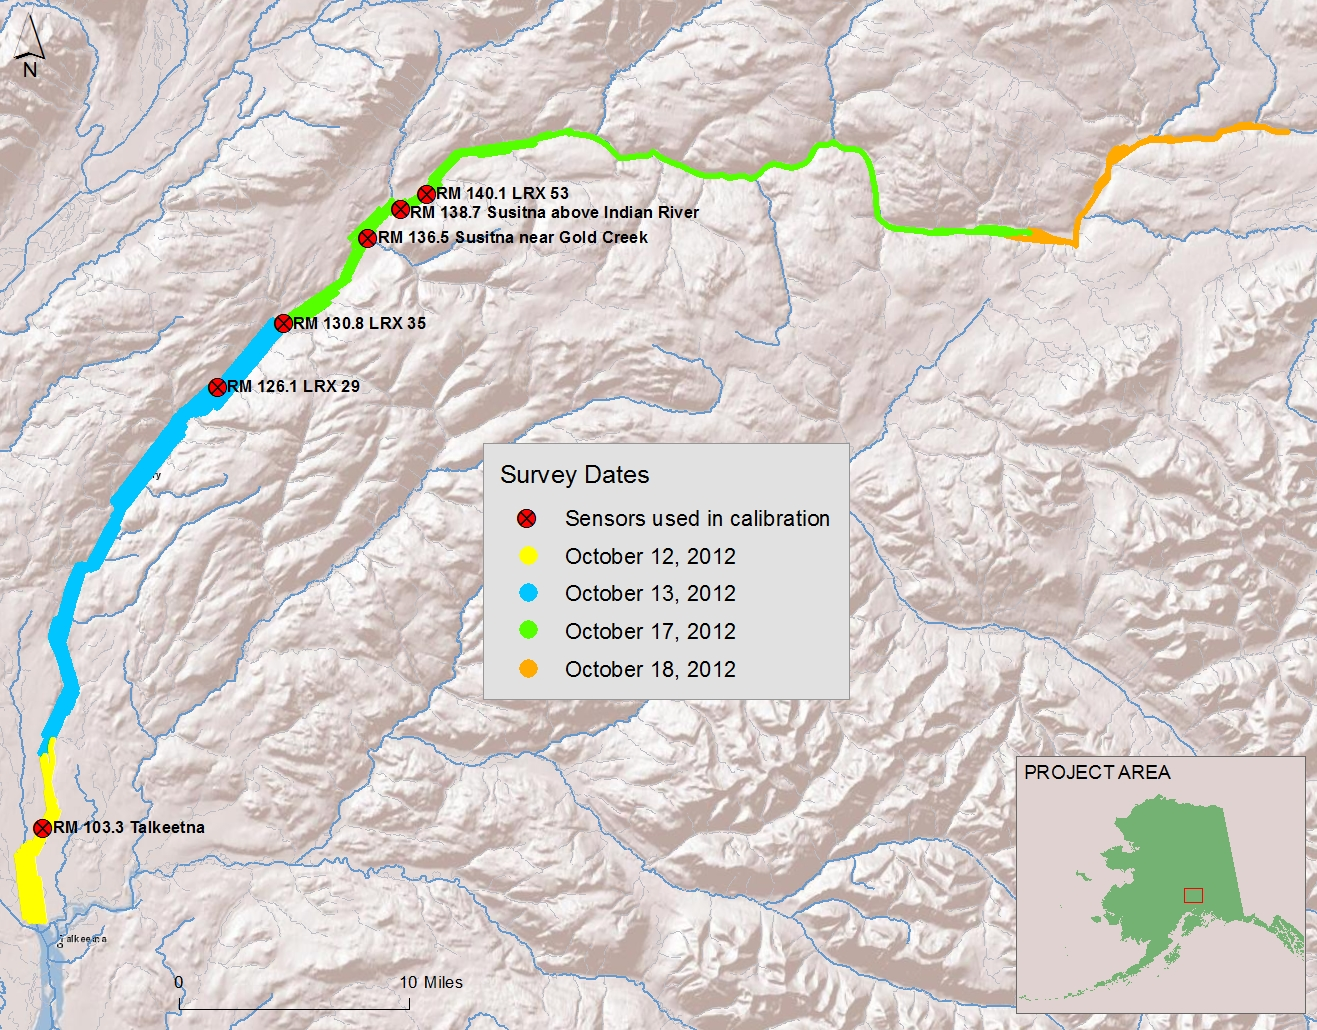 N
RM 140.1 LRX 53
RM 138.7 Susitna above Indian River
RM 136.5 Susitna near Gold Creek
RM 130.8 LRX 35
RM 126.1 LRX 29
Survey Dates
Sensors used in calibration
October 12, 2012
October 13, 2012
October 17, 2012
October 18, 2012
RM 103.3 Talkeetna
PROJECT AREA
Talkeetna
0 10 Miles